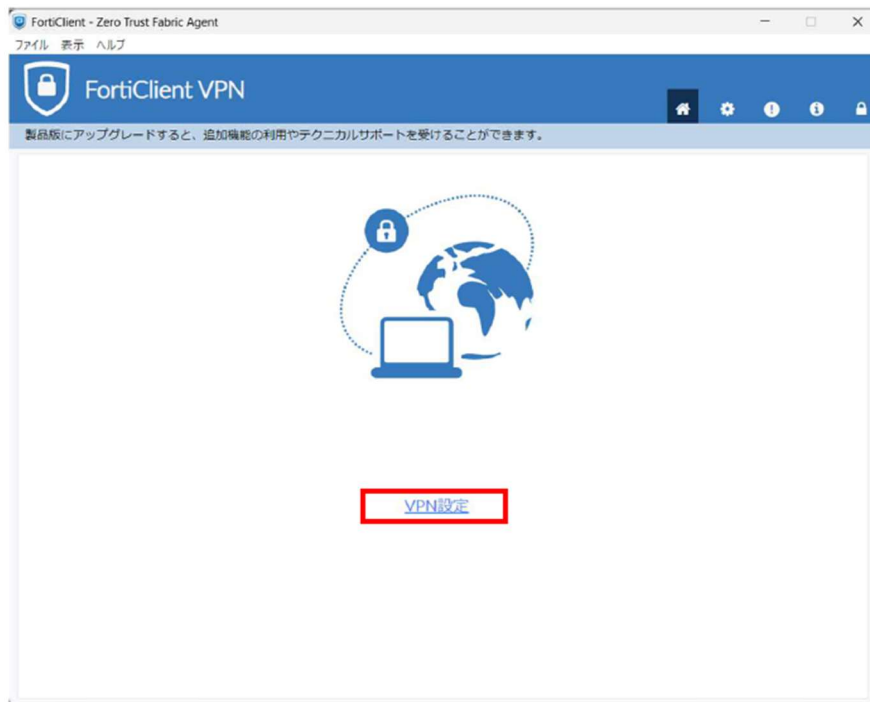 FortiClient - Zero Trust Fabric Agent
ファイル 表示 ヘルプ
FortiClient VPN
製品版にアップグレードすると、追加機能の利用やテクニカルサポートを受けることができます。
VPN設定